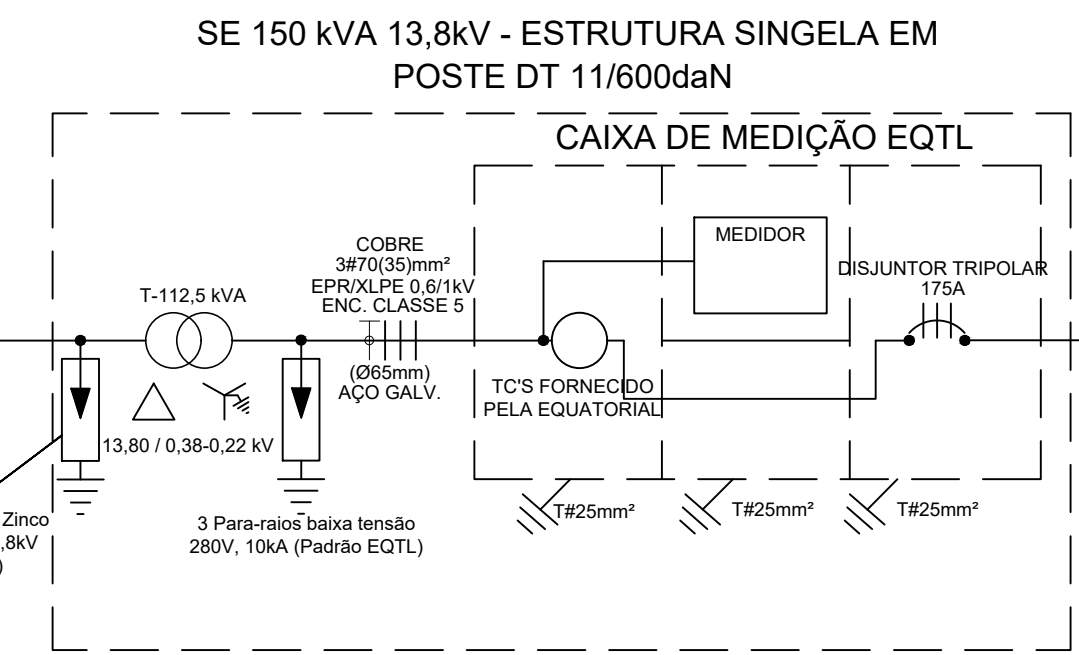 SE 150 kVA 13,8kV - ESTRUTURA SINGELA EM
POSTE DT 11/600daN
CAIXA DE MEDIÇÃO EQTL
COBRE
3#70(35)mm²
EPR/XLPE 0,6/1kV
ENC. CLASSE 5
MEDIDOR
DISJUNTOR TRIPOLAR
175A
T-112,5 kVA
(Ø65mm)
AÇO GALV.
TC'S FORNECIDO
PELA EQUATORIAL
13,80 / 0,38-0,22 kV
T#25mm²
T#25mm²
T#25mm²
Zinco
,8kV
)
3 Para-raios baixa tensão
280V, 10kA (Padrão EQTL)